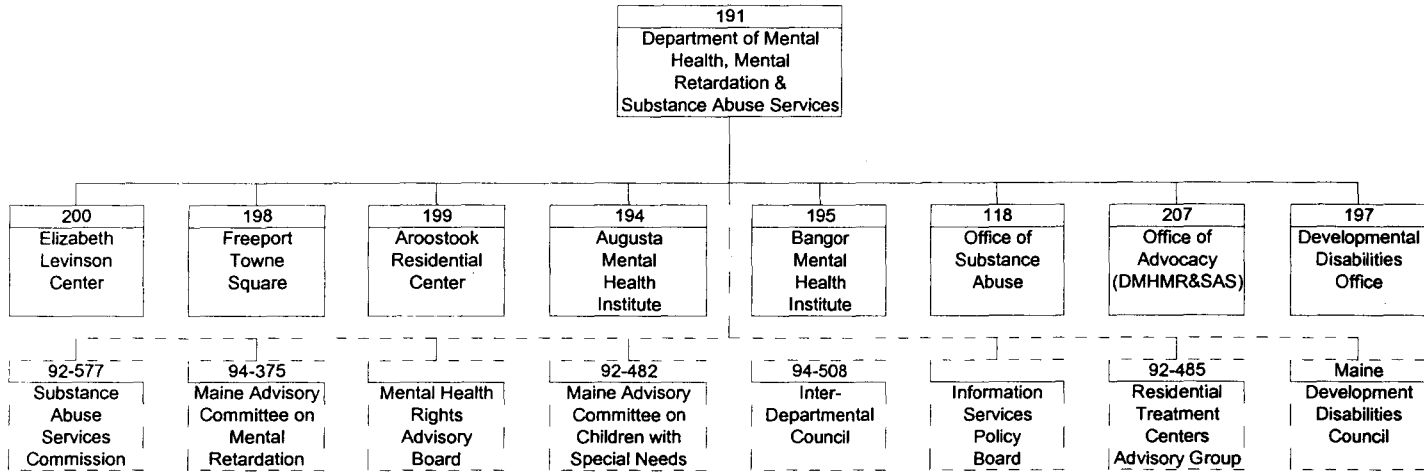 191
Department of Mental
Health, Mental
Retardation &
Substance Abuse Services
200
Elizabeth
Levinson
Center
198
Freeport
Towne
Square
199
Aroostook
Residential
Center
194
Augusta
Mental
Health
Institute
195
Bangor
Mental
Health
Institute
118
Office of
Substance
Abuse
207
Office of
Advocacy
(DMHMR&SAS)
197
Developmental
Disabilities
Office
92-577
Substance
Abuse
Services
Commission
94-375
Maine Advisory
Committee on
Mental
Retardation
Mental Health
Rights
Advisory
Board
92-482
Maine Advisory
Committee on
Children with
Special Needs
94-508
Inter-
Departmental
Council
Information
Services
Policy
Board
92-485
Residential
Treatment
Centers
Advisory Group
Maine
Development
Disabilities
Council